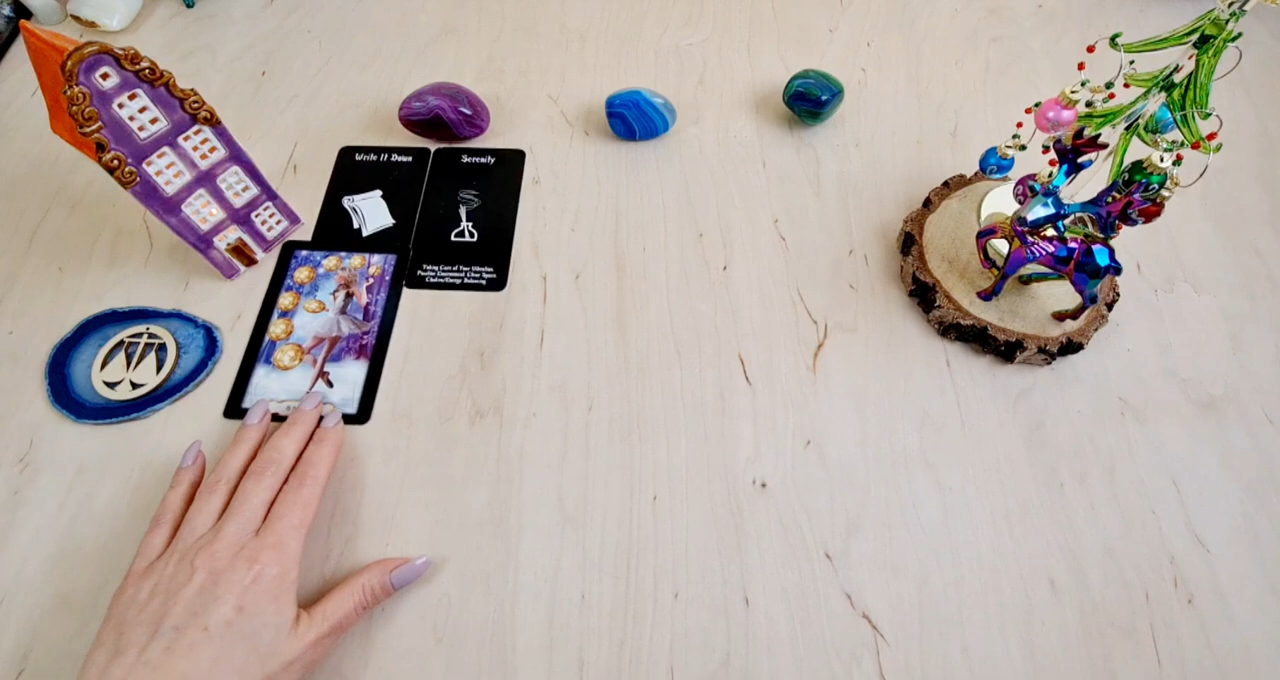 Write It Down
Serenity
Taking Care of Your Vibration
Positive Environment Clear Space
Chakra/Energy Balancing